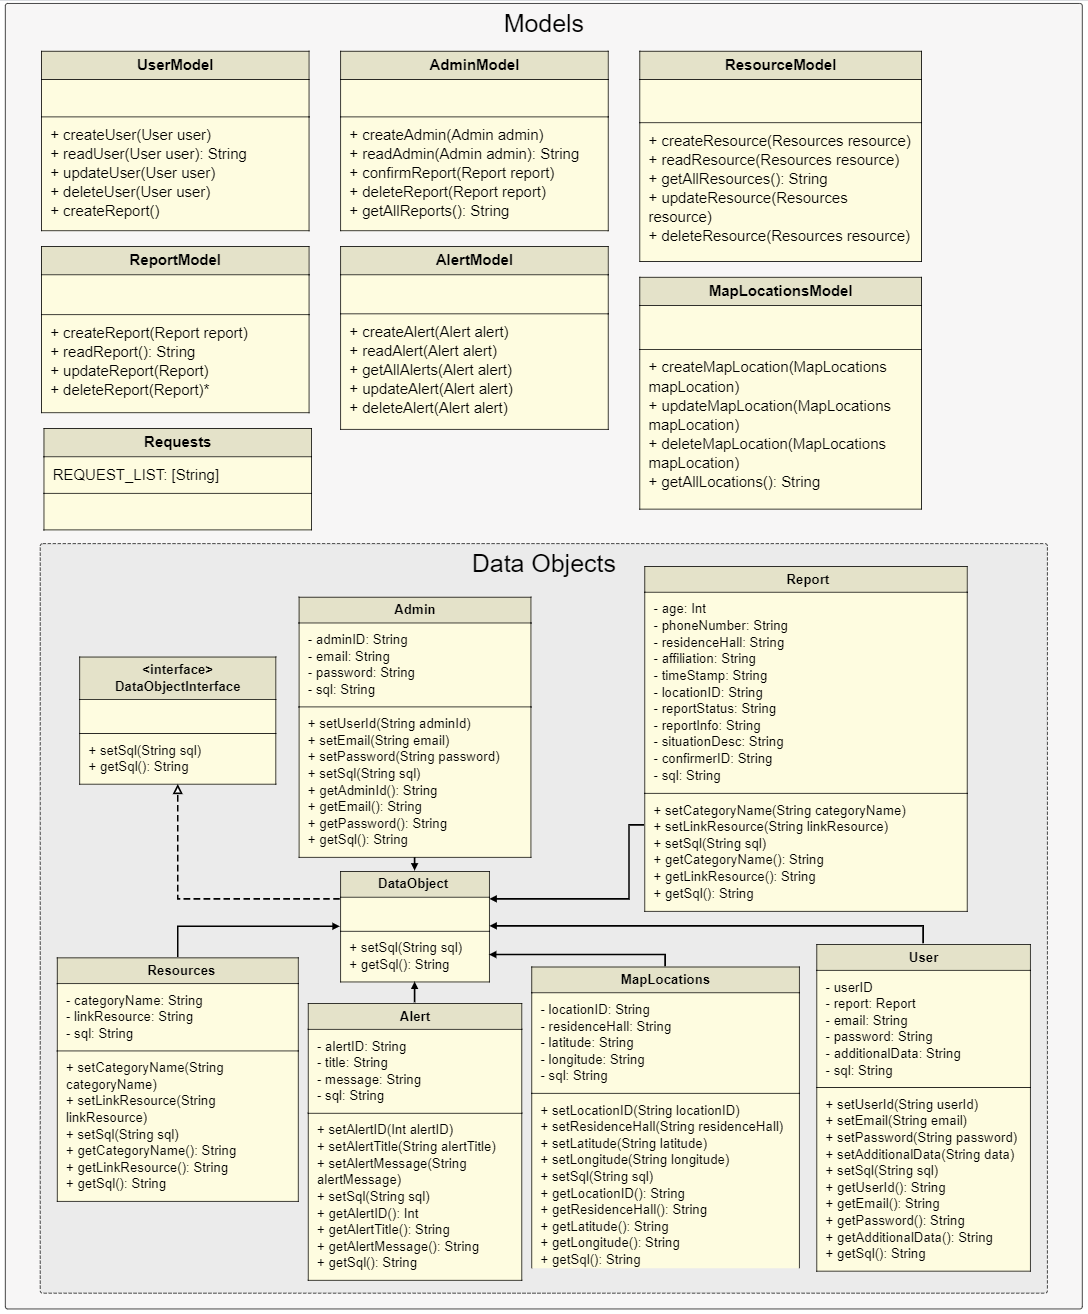 Models
UserModel
+ createUser(User user)
+ readUser(User user): String
+ updateUser(User user)
+ deleteUser(User user)
+ createReport()
AdminModel
+ createAdmin(Admin admin)
+ readAdmin(Admin admin): String
+ confirmReport(Report report)
+ deleteReport(Report report)
+ getAllReports(): String
ResourceModel
+ createResource(Resources resource)
+ readResource(Resources resource)
+ getAllResources(): String
+ updateResource(Resources
resource)
+ deleteResource(Resources resource)
ReportModel
+ createReport(Report report)
+ readReport(): String
+ updateReport(Report)
+ deleteReport(Report)*
AlertModel
+ createAlert(Alert alert)
+ readAlert(Alert alert)
+ getAllAlerts(Alert alert)
+ updateAlert(Alert alert)
+ deleteAlert(Alert alert)
MapLocationsModel
+ createMapLocation(MapLocations
mapLocation)
+ updateMapLocation(MapLocations
mapLocation)
+ deleteMapLocation(MapLocations
mapLocation)
+ getAllLocations(): String
Requests
REQUEST_LIST: [String]
Data Objects
<interface>
DataObjectInterface
+ setSql(String sql)
+ getSql(): String
Admin
- adminID: String
- email: String
- password: String
- sql: String
+ setUserId(String adminId)
+ setEmail(String email)
+ setPassword(String password)
+ setSql(String sql)
+ getAdminId(): String
+ getEmail(): String
+ getPassword(): String
+ getSql(): String
Report
- age: Int
- phoneNumber: String
- residenceHall: String
- affiliation: String
- timeStamp: String
- locationID: String
- reportStatus: String
- reportInfo: String
- situationDesc: String
- confirmerID: String
- sql: String
+ setCategoryName(String categoryName)
+ setLinkResource(String linkResource)
+ setSql(String sql)
+ getCategoryName(): String
+ getLinkResource(): String
+ getSql(): String
DataObject
+ setSql(String sql)
+ getSql(): String
Resources
- categoryName: String
- linkResource: String
- sql: String
+ setCategoryName(String
categoryName)
+ setLinkResource(String
linkResource)
+ setSql(String sql)
+ getCategoryName(): String
+ getLinkResource(): String
+ getSql(): String
Alert
- alertID: String
- title: String
- message: String
- sql: String
+ setAlertID(Int alertID)
+ setAlertTitle(String alertTitle)
+ setAlertMessage(String
alertMessage)
+ setSql(String sql)
+ getAlertID(): Int
+ getAlertTitle(): String
+ getAlertMessage(): String
+ getSql(): String
MapLocations
- locationID: String
- residenceHall: String
- latitude: String
- longitude: String
- sql: String
+ setLocationID(String locationID)
+ setResidenceHall(String residenceHall)
+ setLatitude(String latitude)
+ setLongitude(String longitude)
+ setSql(String sql)
+ getLocationID(): String
+ getResidenceHall(): String
+ getLatitude(): String
+ getLongitude(): String
+ getSql(): String
User
- userID
- report: Report
- email: String
- password: String
- additionalData: String
- sql: String
+ setUserId(String userId)
+ setEmail(String email)
+ setPassword(String password)
+ setAdditionalData(String data)
+ setSql(String sql)
+ getUserId(): String
+ getEmail(): String
+ getPassword(): String
+ getAdditionalData(): String
+ getSql(): String